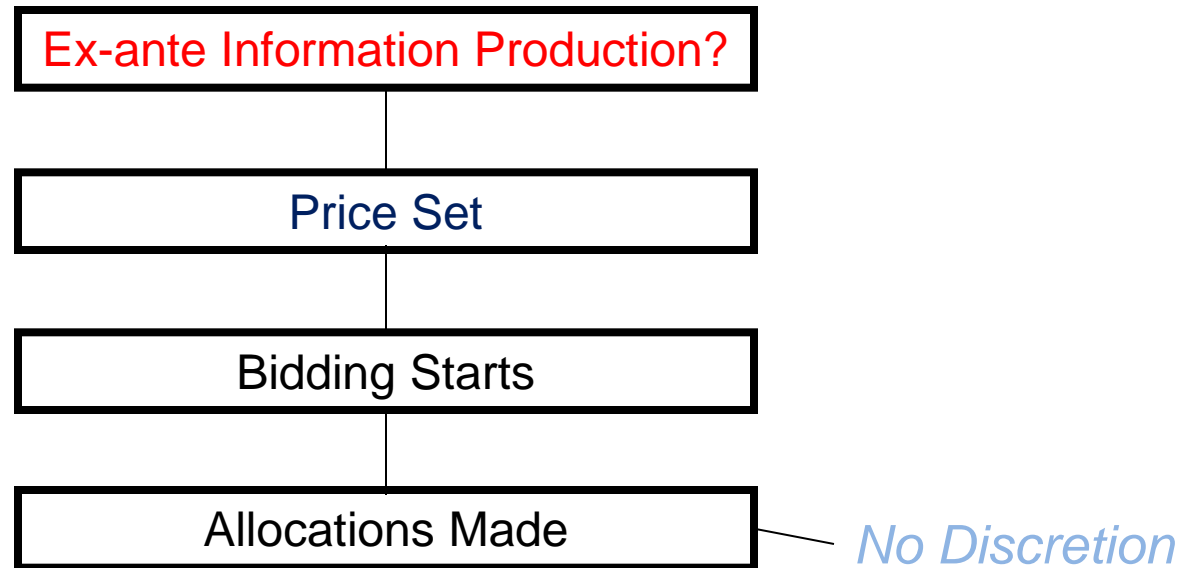 Ex-ante Information Production?
Price Set
Bidding Starts
Allocations Made
No Discretion